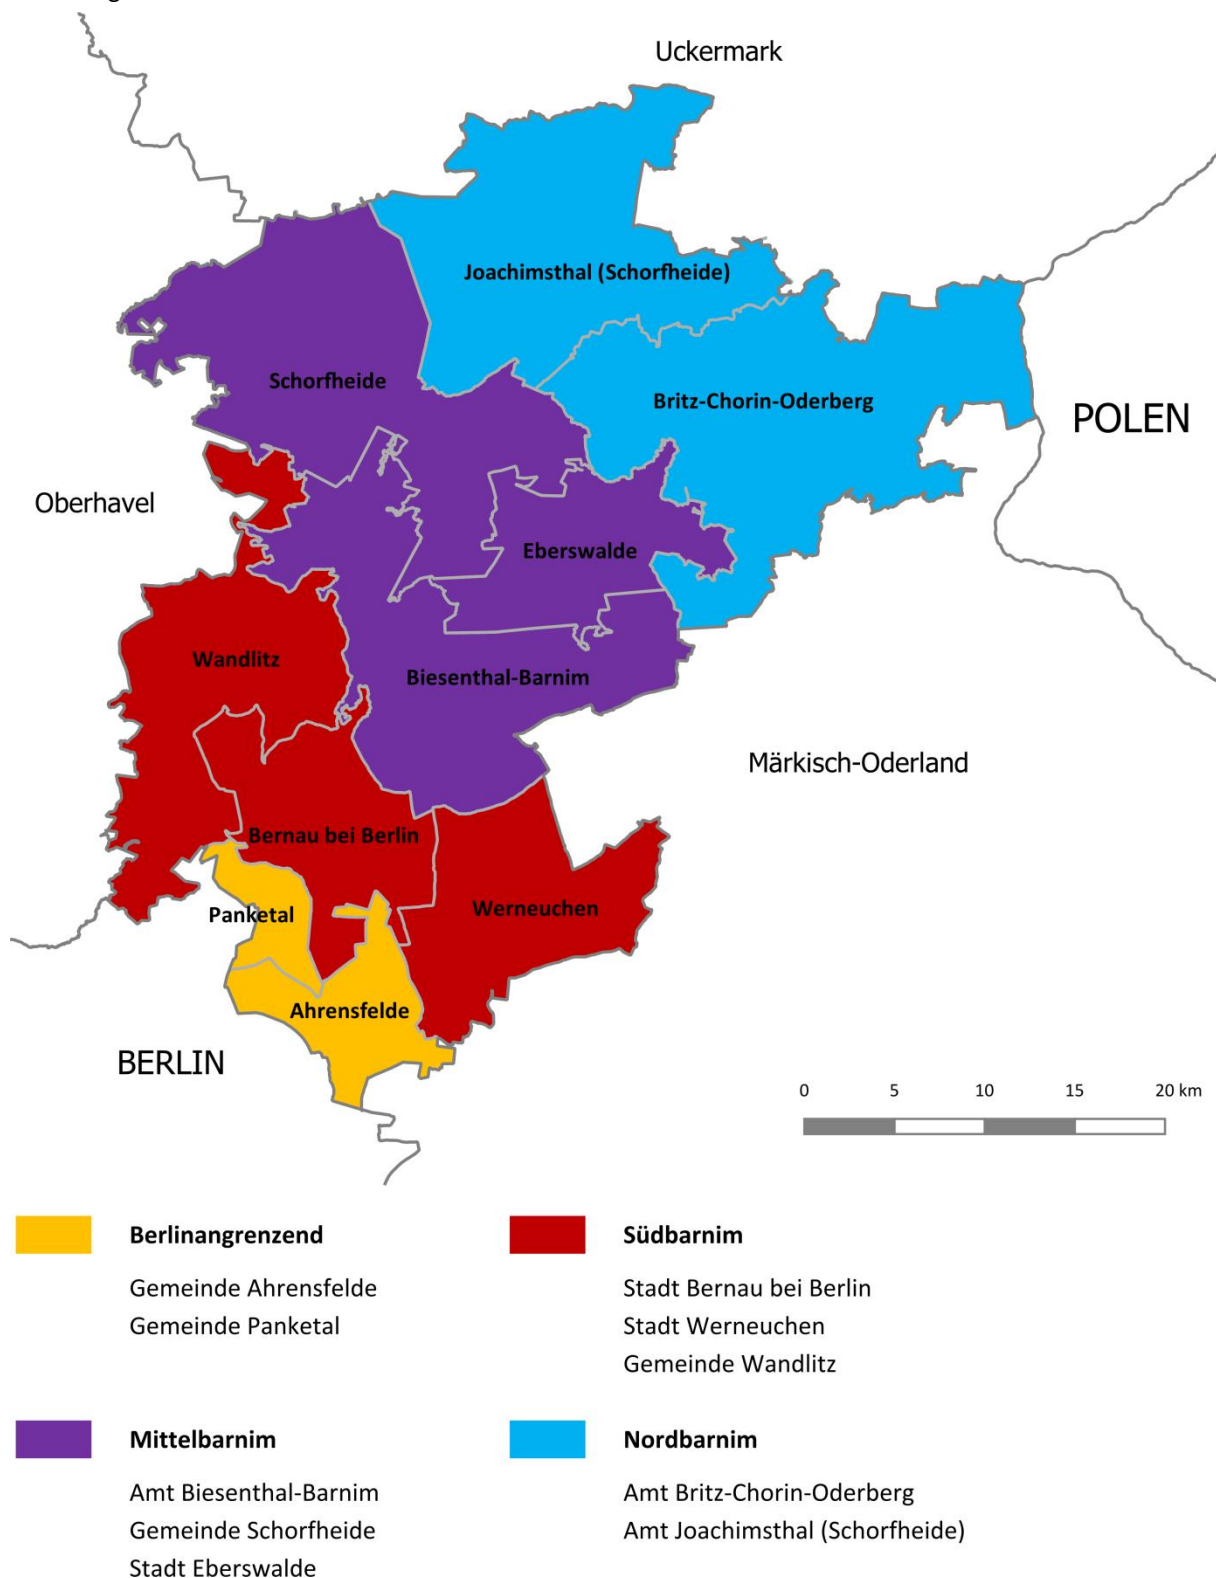 Uckermark
Joachimsthal (Schorfheide)
Schorfheide
Britz-Chorin-Oderberg
POLEN
Oberhavel
Eberswalde
Wandlitz
Biesenthal-Barnim
Märkisch-Oderland
Bernau bei Berlin
Werneuchen
Panketal
Ahrensfelde
BERLIN
0 5 10 15 20 km
Berlinangrenzend
Gemeinde Ahrensfelde
Gemeinde Panketal
Südbarnim
Stadt Bernau bei Berlin
Stadt Werneuchen
Gemeinde Wandlitz
Mittelbarnim
Amt Biesenthal-Barnim
Gemeinde Schorfheide
Stadt Eberswalde
Nordbarnim
Amt Britz-Chorin-Oderberg
Amt Joachimsthal (Schorfheide)